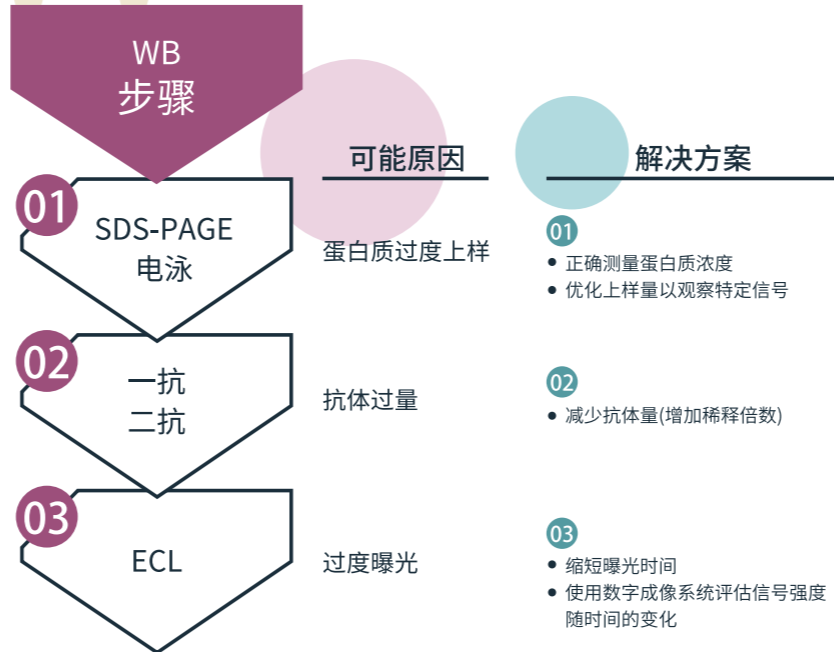 WB
步骤
可能原因
解决方案
01
SDS-PAGE
电泳
蛋白质过度上样
01
• 正确测量蛋白质浓度
• 优化上样量以观察特定信号
02
一抗
二抗
抗体过量
02
• 减少抗体量(增加稀释倍数)
03
ECL
过度曝光
03
• 缩短曝光时间
• 使用数字成像系统评估信号强度
随时间的变化